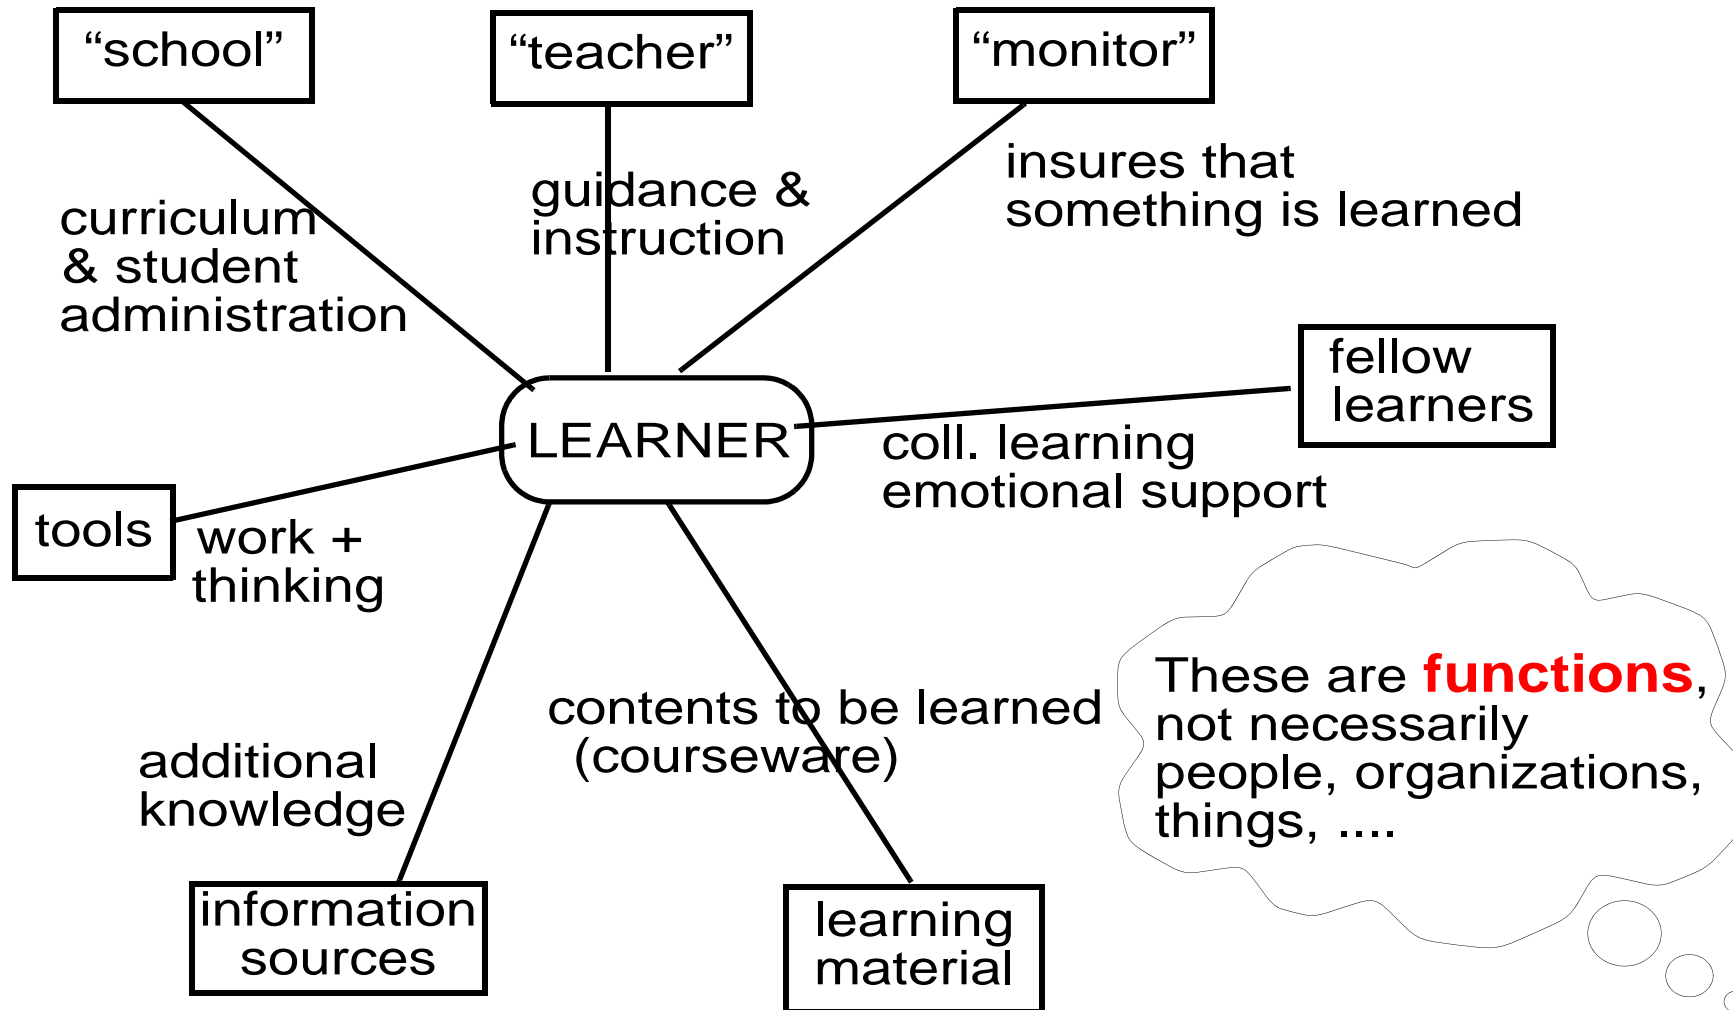 “school”
“teacher”
“monitor”
curriculum
& student
administration
guidance &
instruction
insures that
something is learned
fellow
learners
LEARNER
coll. learning
emotional support
tools
work +
thinking
additional
knowledge
contents to be learned
(courseware)
These are functions,
not necessarily
people, organizations,
things, ....
information
sources
learning
material